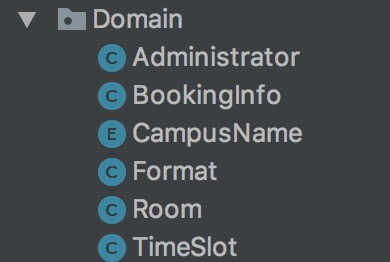 Domain
C Administrator
C BookingInfo
E CampusName
C Format
C Room
C TimeSlot